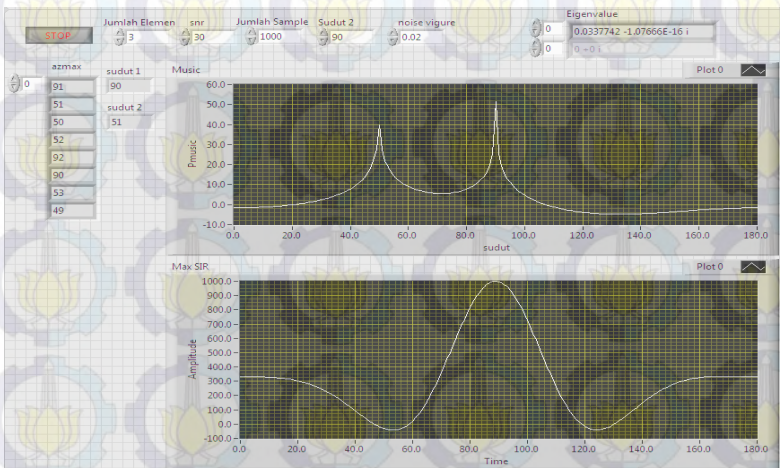 Jumlah Elemen snr Jumlah Sample Sudut 2 noise vigure Eigenvalue
STOP 3 30 1000 90 0.02 0 0.0337742 -1.07666E-16 i
0 0 +0 i
azmax sudut 1 Music Plot 0
0 91 90
51 sudut 2
50 51
52
92
90
53
49
60.0
50.0
40.0
30.0
20.0
10.0
0.0
-10.0
Pmusic
0.0 20.0 40.0 60.0 80.0 100.0 120.0 140.0 160.0 180.0
sudut
Max SIR Plot 0
1000.0
900.0
800.0
700.0
600.0
500.0
400.0
300.0
200.0
100.0
0.0
-100.0
Amplitude
0.0 20.0 40.0 60.0 80.0 100.0 120.0 140.0 160.0 180.0
Time